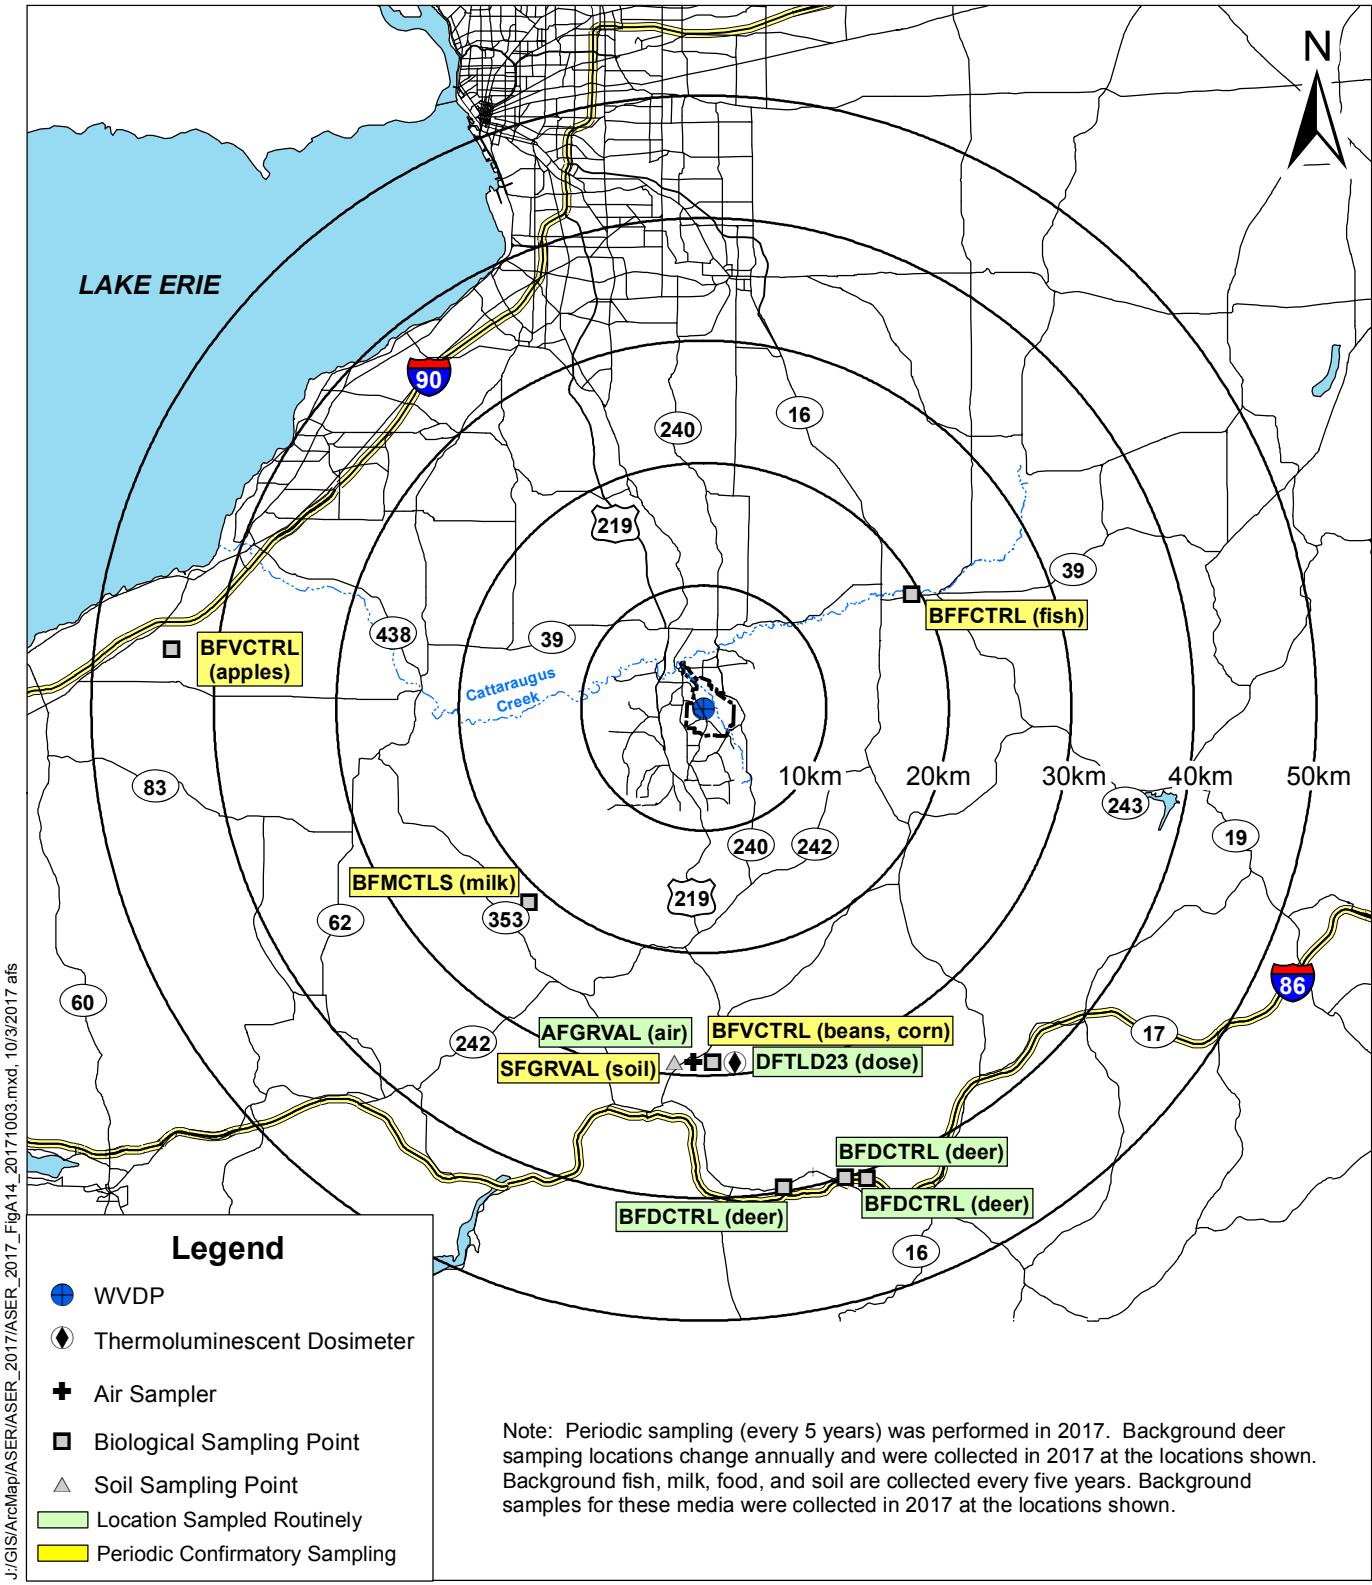 N
LAKE ERIE
90
240
16
219
39
BFFCTRL (fish)
438
39
BFVCTRL
(apples)
Cattaraugus
Creek
10km
20km
30km
40km
50km
83
243
19
240
242
BFMCTLS (milk)
219
62
353
86
60
AFGRVAL (air)
BFVCTRL (beans, corn)
17
242
SFGRVAL (soil)
DFTLD23 (dose)
BFDCTRL (deer)
BFDCTRL (deer)
BFDCTRL (deer)
16
Legend
WVDP
Thermoluminescent Dosimeter
Air Sampler
Biological Sampling Point
Soil Sampling Point
Location Sampled Routinely
Periodic Confirmatory Sampling
Note: Periodic sampling (every 5 years) was performed in 2017. Background deer
samping locations change annually and were collected in 2017 at the locations shown.
Background fish, milk, food, and soil are collected every five years. Background
samples for these media were collected in 2017 at the locations shown.
J:/GIS/ArcMap/ASER/ASER_2017/ASER_2017_FigA14_20171003.mxd, 10/3/2017 afs